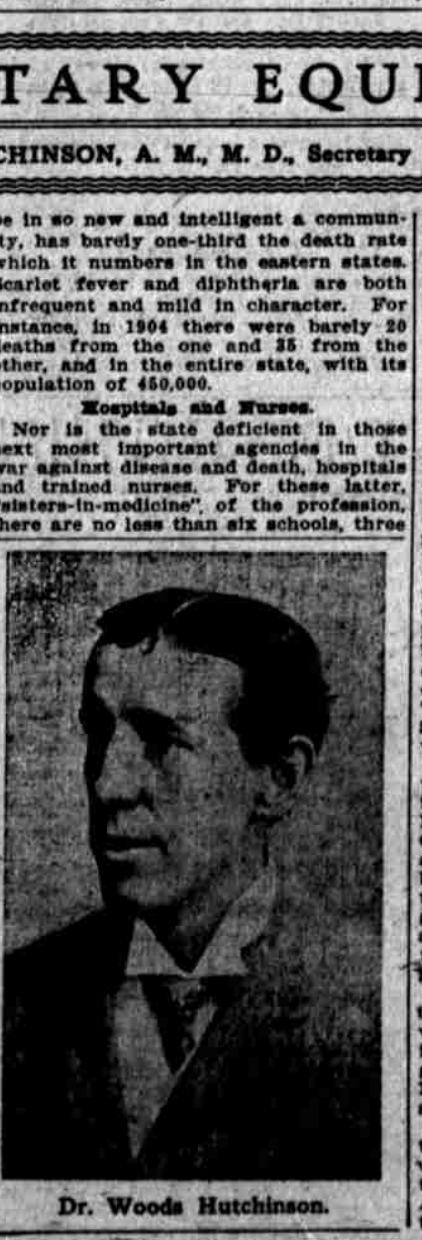 TARY EQUI
CHINSON, A. M., M. D., Secretary
be in so new and intelligent a commun-
ty, has barely one-third the death rate
which it numbers in the eastern states.
Scarlet fever and diphtheria are both
nfrequent and mild in character. For
nstance, in 1904 there were barely 20
deaths from the one and 35 from the
other, and in the entire state, with its
opulation of 450,000.
Hospitals and Nurses.
Nor is the state deficient in those
next most important agencies in the
war against disease and death, hospitals
and trained nurses. For these latter,
"sisters-in-medicine", of the profession,
there are no less than six schools, three
Dr. Woods Hutchinson.